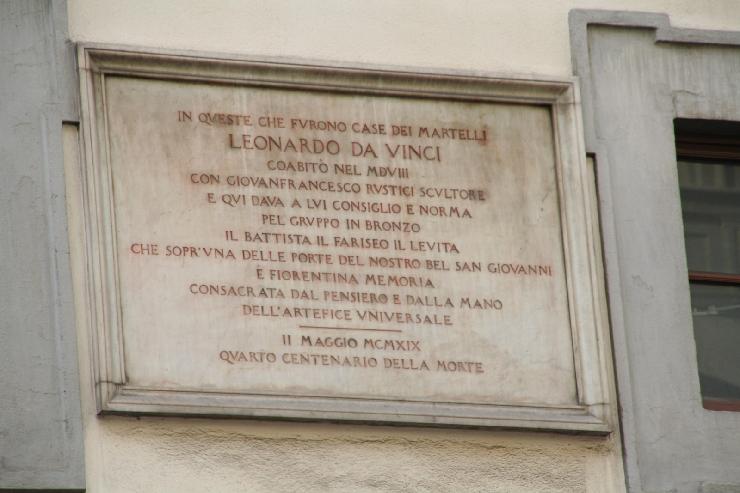 IN QVESTE CHE FVRONO CASE DEI MARTELLI
LEONARDO DA VINCI
COABITÒ NEL MDVIII
CON GIOVANFRANCESCO RVSTICI SCVLTORE
E QVI DAVA A LVI CONSIGLIO E NORMA
PEL GRVPPO IN BRONZO
IL BATTISTA IL FARISEO IL LEVITA
CHE SOPR'VNA DELLE PORTE DEL NOSTRO BEL SAN GIOVANNI
È FIORENTINA MEMORIA
CONSACRATA DAL PENSIERO E DALLA MANO
DELL'ARTEFICE VNIVERSALE
II MAGGIO MCMXIX
QVARTO CENTENARIO DELLA MORTE